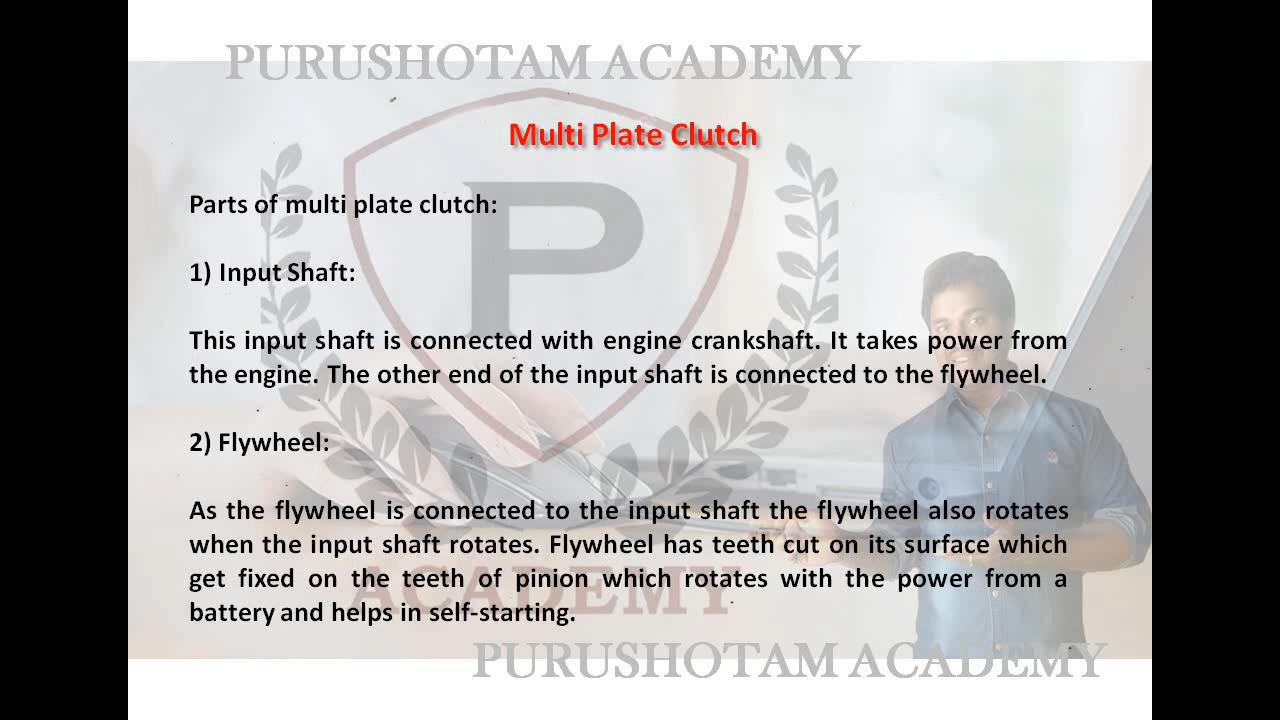 PURUSHOTAM ACADEMY
Multi Plate Clutch
Parts of multi plate clutch:
1) Input Shaft:
This input shaft is connected with engine crankshaft. It takes power from
the engine. The other end of the input shaft is connected to the flywheel.
2) Flywheel:
As the flywheel is connected to the input shaft the flywheel also rotates
when the input shaft rotates. Flywheel has teeth cut on its surface which
get fixed on the teeth of pinion which rotates with the power from a
battery and helps in self-starting.
P
ACADEMY
PURUSHOTAM ACADEMY